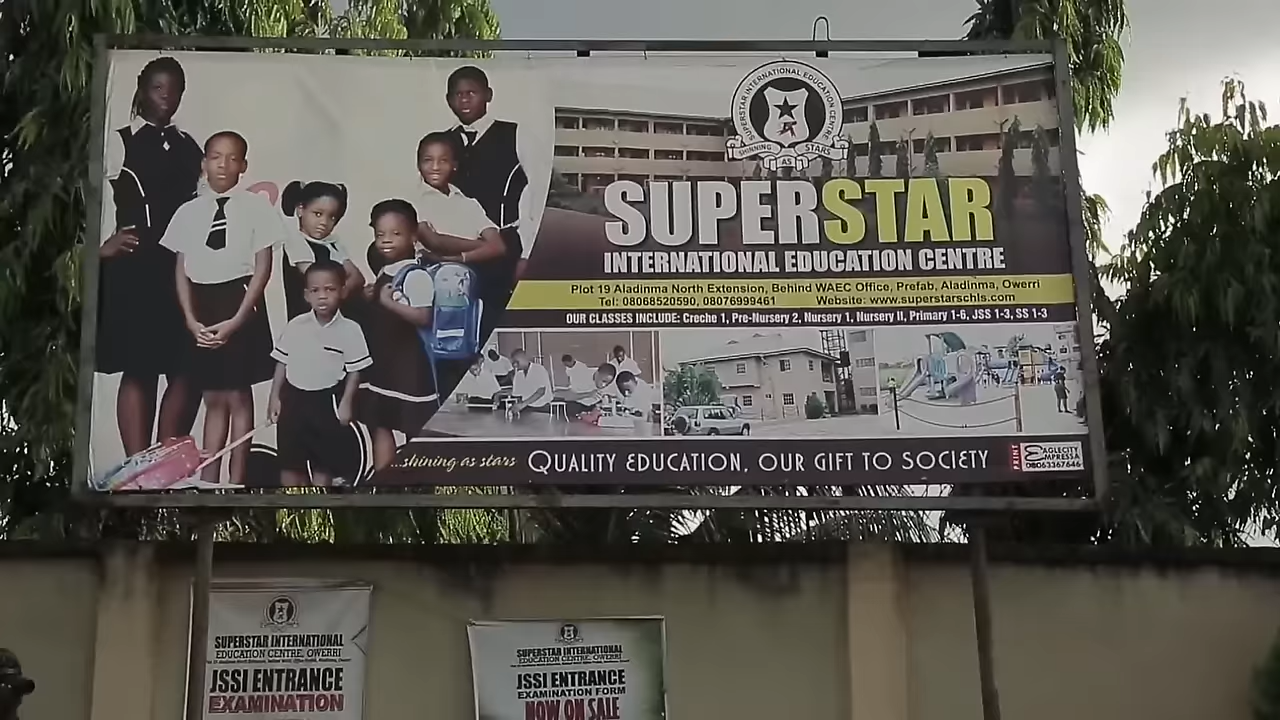 SUPERSTAR INTERNATIONAL EDUCATION CENTRE
SHINNING AS STARS
SUPERSTAR
INTERNATIONAL EDUCATION CENTRE
Plot 19 Aladinma North Extension, Behind WAEC Office, Prefab, Aladinma, Owerri
Tel: 08068520590, 08076999461 Website: www.superstarschls.com
OUR CLASSES INCLUDE: Creche 1, Pre-Nursery 2, Nursery 1, Nursery II, Primary 1-6, JSS 1-3, SS 1-3
...shining as stars QUALITY EDUCATION, OUR GIFT TO SOCIETY
PRINT
EAGLECITY
EMPRESSA
08063367646
SUPERSTAR INTERNATIONAL
EDUCATION CENTRE, OWERRI
JSSI ENTRANCE
EXAMINATION
SUPERSTAR INTERNATIONAL
EDUCATION CENTRE, OWERRI
JSSI ENTRANCE
EXAMINATION FORM
NOW ON SALE